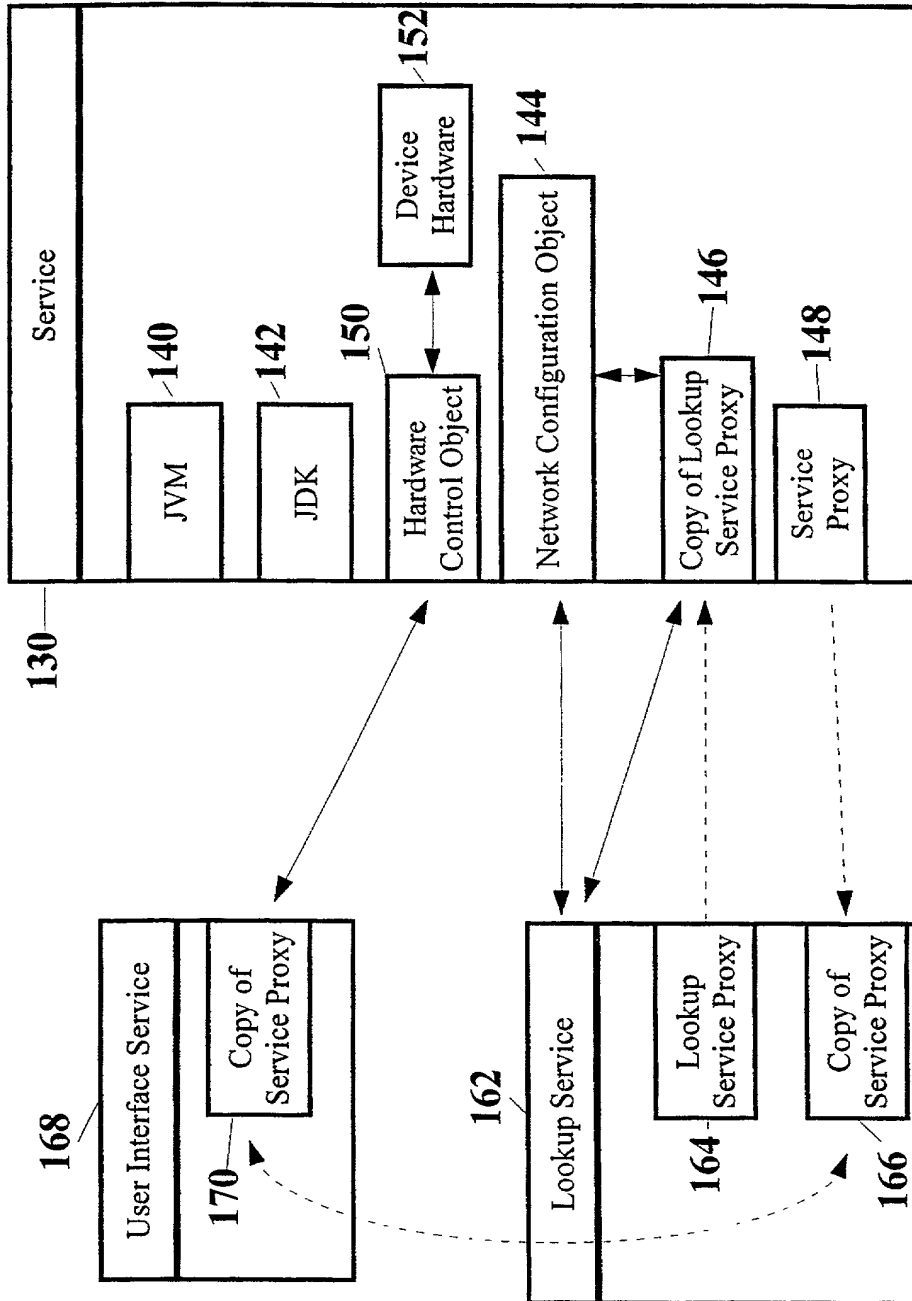 Service
130
JVM
140
JDK
142
Hardware
Control Object
150
Device
Hardware
152
Network Configuration Object
144
Copy of Lookup
Service Proxy
146
Service
Proxy
148
User Interface Service
168
Copy of
Service Proxy
170
Lookup Service
162
Lookup
Service Proxy
164
Copy of
Service Proxy
166